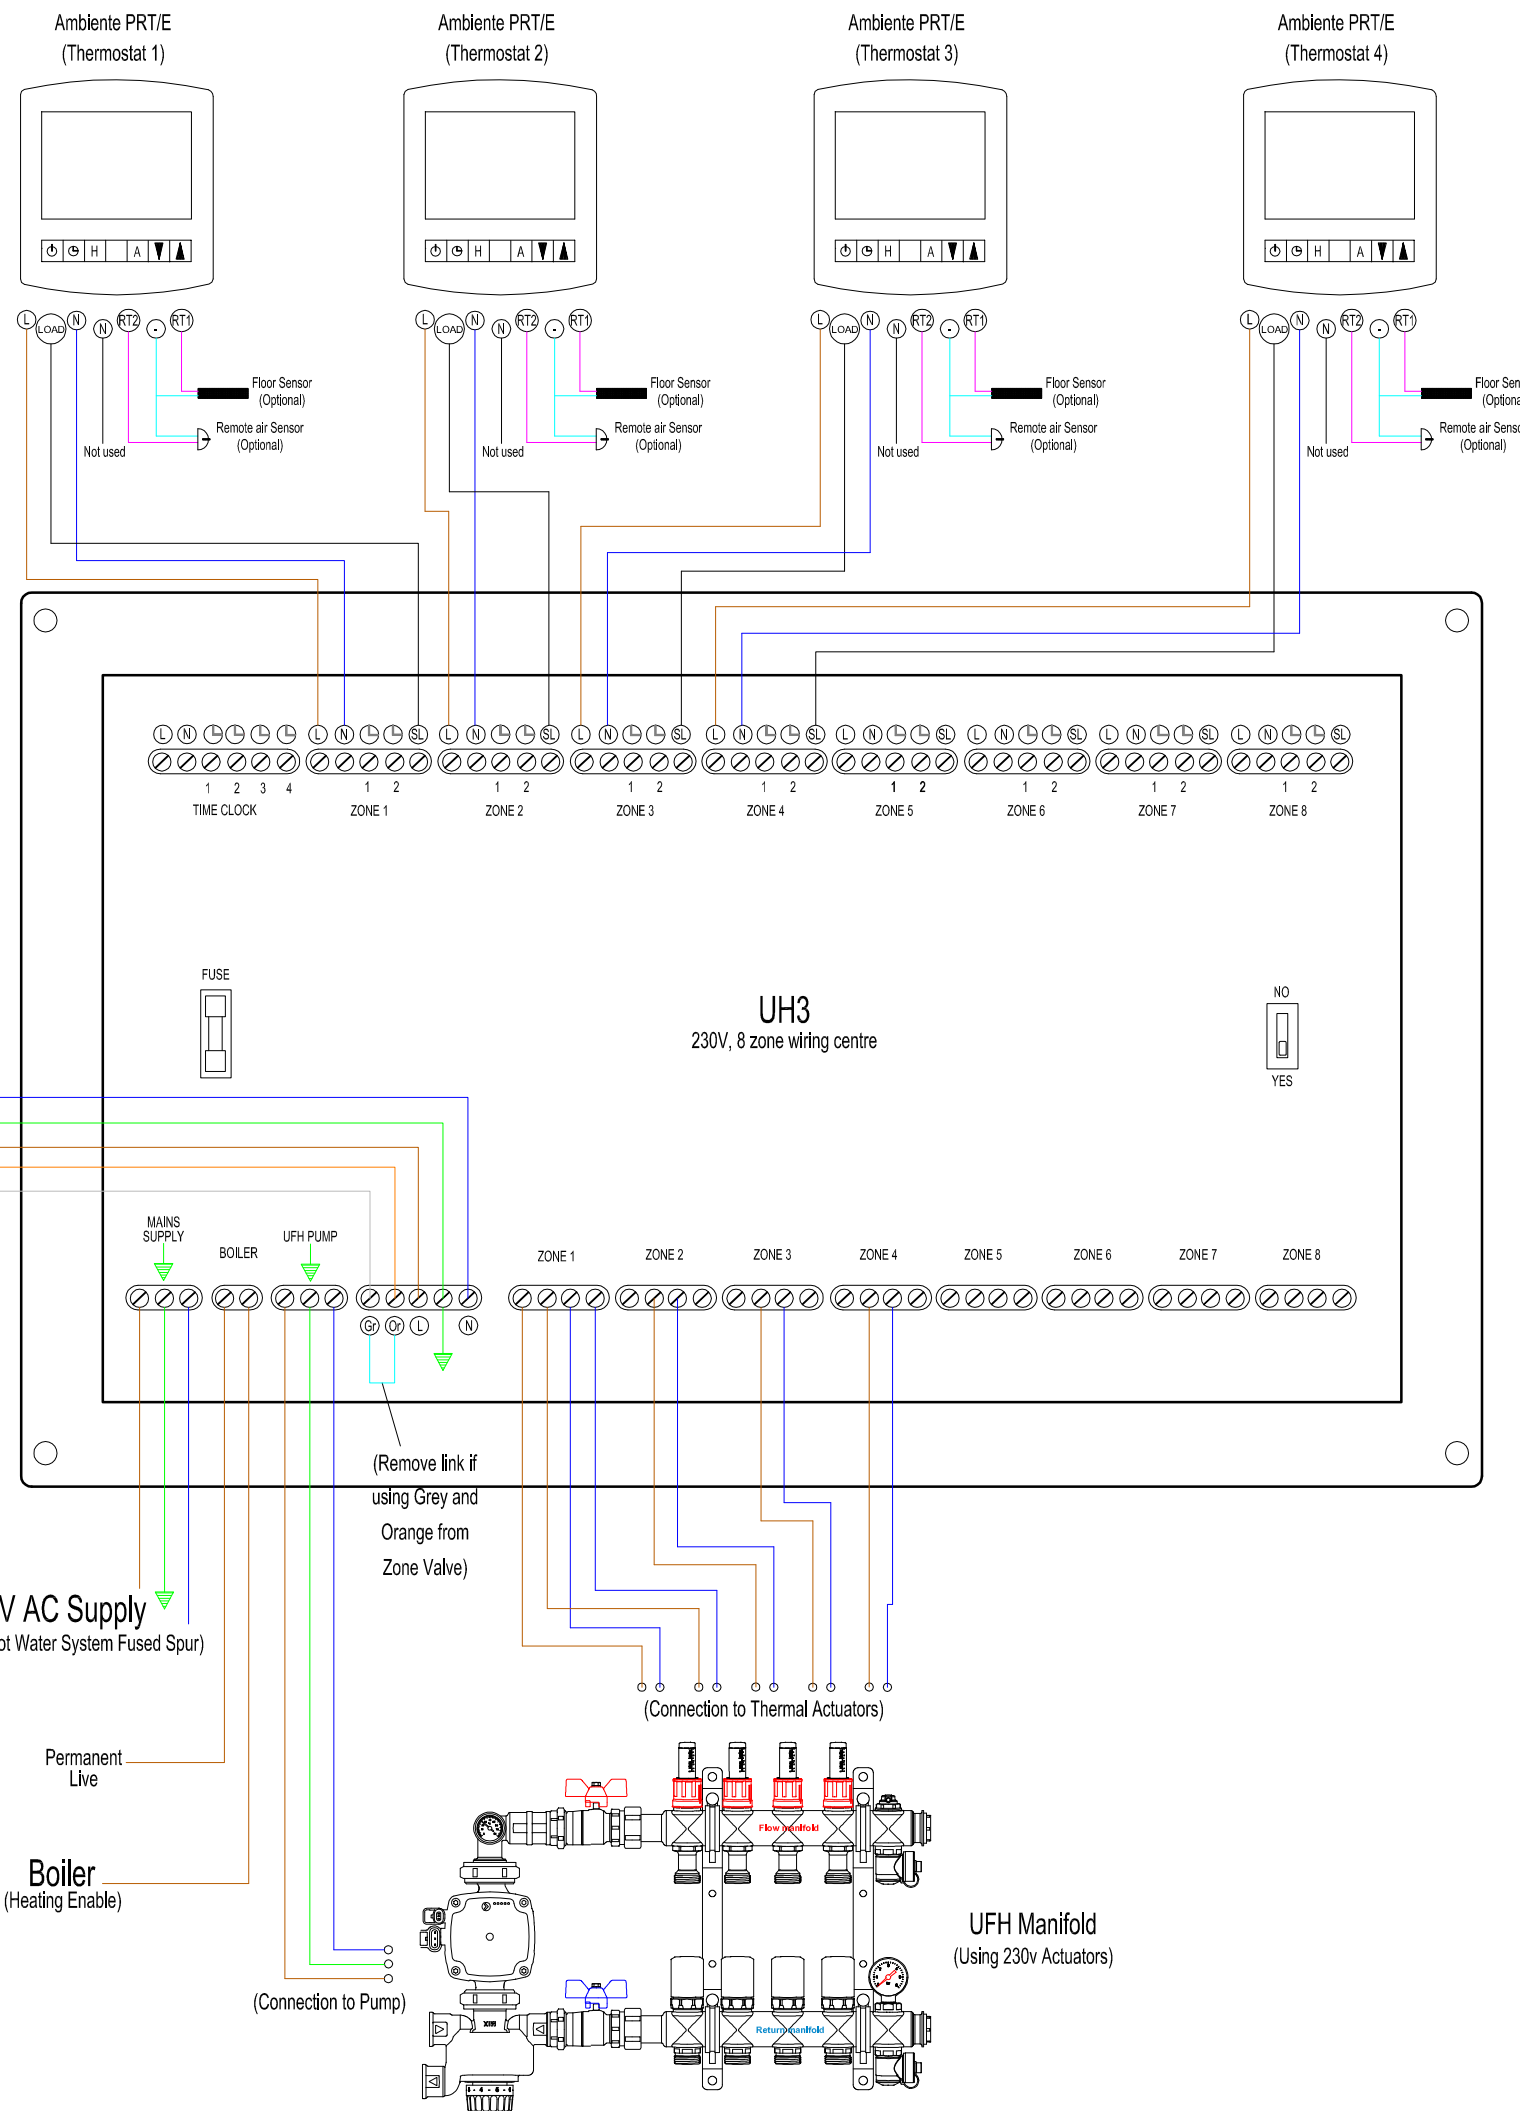 Ambiente PRT/E
(Thermostat 1)
Ambiente PRT/E
(Thermostat 2)
Ambiente PRT/E
(Thermostat 3)
Ambiente PRT/E
(Thermostat 4)
H A
H A
H A
H A
L LOAD N N RT2 - RT1
L LOAD N N RT2 - RT1
L LOAD N N RT2 - RT1
L LOAD N N RT2 - RT1
Floor Sensor
(Optional)
Remote air Sensor
(Optional)
Not used
Floor Sensor
(Optional)
Remote air Sensor
(Optional)
Not used
Floor Sensor
(Optional)
Remote air Sensor
(Optional)
Not used
Floor Sen
(Optiona
Remote air Senso
(Optional)
Not used
L N L N SL L N SL L N SL L N SL L N SL L N SL L N SL L N SL
1 2 3 4 1 2 1 2 1 2 1 2 1 2 1 2 1 2 1 2
TIME CLOCK ZONE 1 ZONE 2 ZONE 3 ZONE 4 ZONE 5 ZONE 6 ZONE 7 ZONE 8
FUSE
UH3
230V, 8 zone wiring centre
NO
YES
MAINS
SUPPLY
BOILER
UFH PUMP
ZONE 1 ZONE 2 ZONE 3 ZONE 4 ZONE 5 ZONE 6 ZONE 7 ZONE 8
Gr Or L N
(Remove link if
using Grey and
Orange from
Zone Valve)
V AC Supply
ot Water System Fused Spur)
(Connection to Thermal Actuators)
Permanent
Live
Boiler
(Heating Enable)
(Connection to Pump)
Flow manifold
Return manifold
UFH Manifold
(Using 230v Actuators)